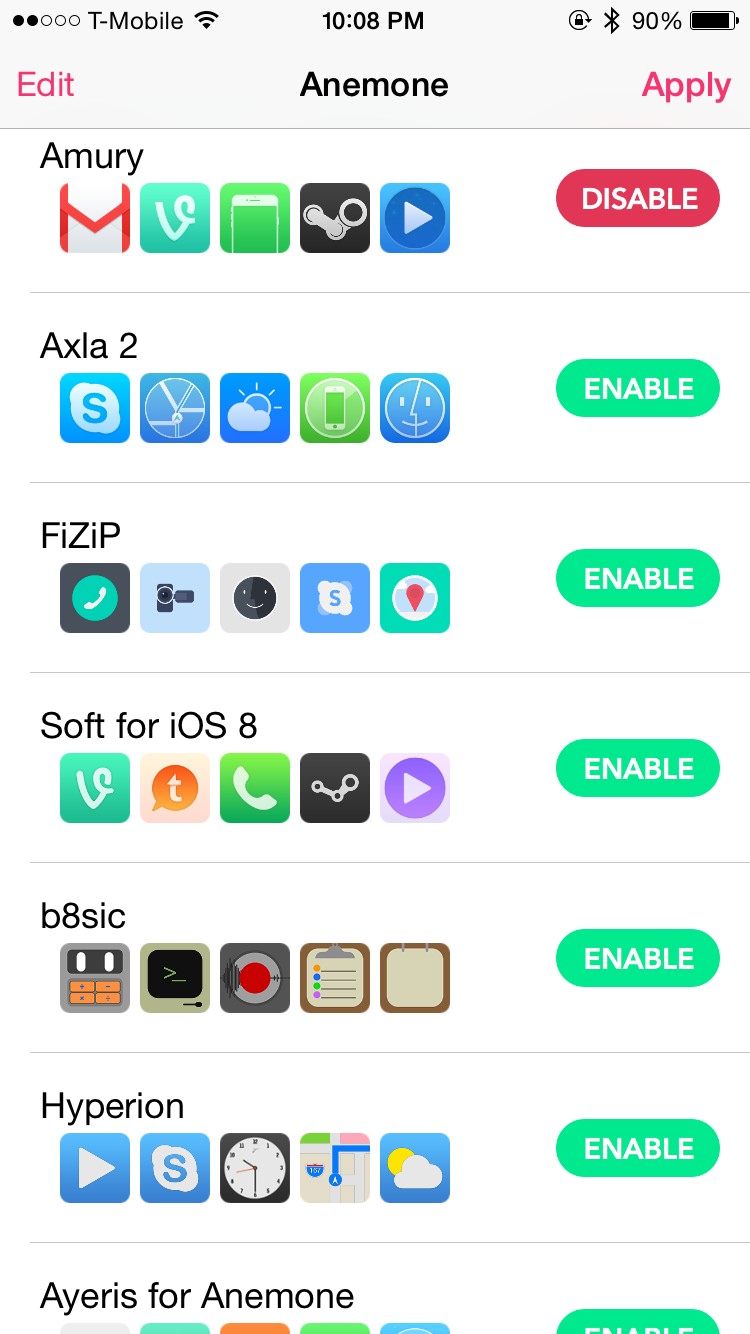 T-Mobile 10:08 PM 90%
Edit Anemone Apply
Amury
DISABLE
Axla 2
ENABLE
FiZiP
ENABLE
S
Soft for iOS 8
ENABLE
t
b8sic
ENABLE
>_
Hyperion
ENABLE
S
Ayeris for Anemone
ENABLE